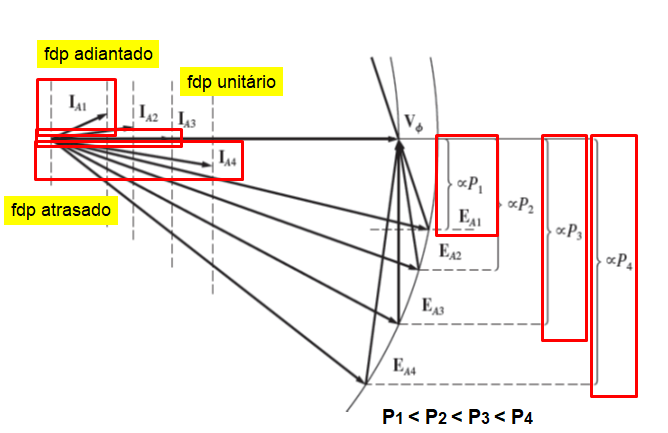 fdp adiantado
fdp unitário
I_A1
I_A2
I_A3
V_ϕ
I_A4
∝P_1
fdp atrasado
∝P_2
E_A1
∝P_3
E_A2
∝P_4
E_A3
E_A4
P1 < P2 < P3 < P4